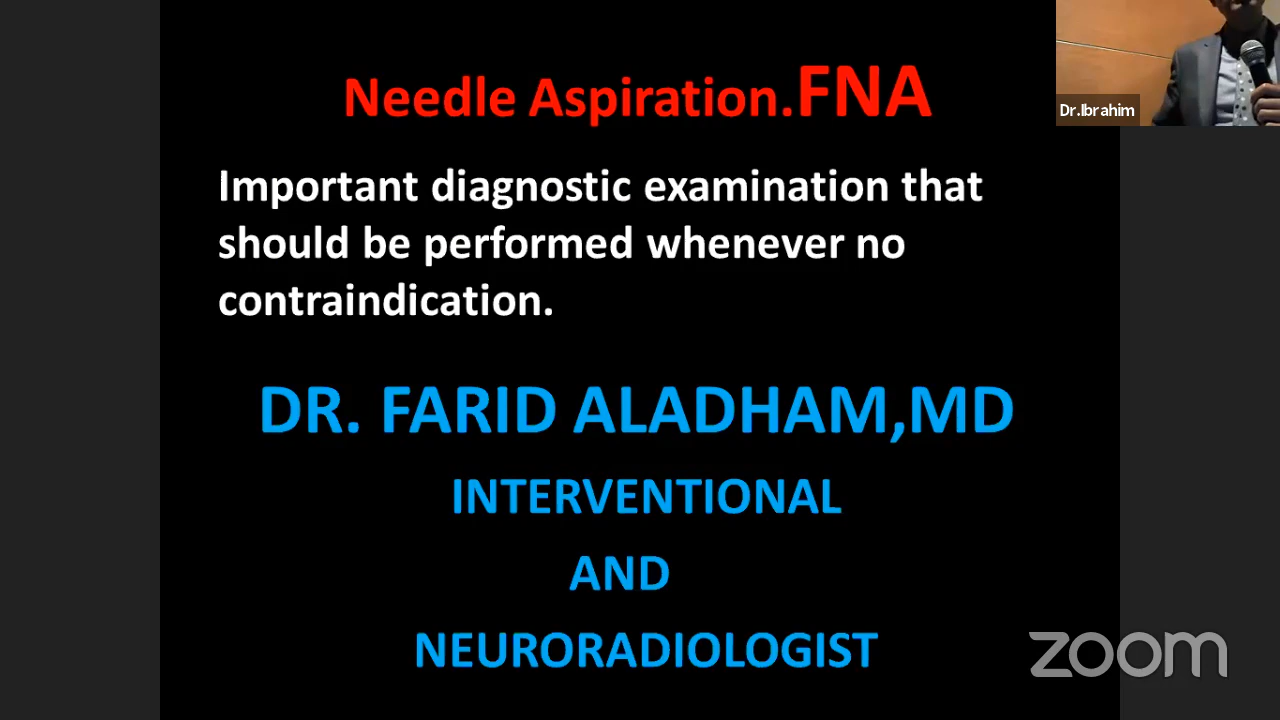 Needle Aspiration.FNA
Dr.Ibrahim
Important diagnostic examination that
should be performed whenever no
contraindication.
DR. FARID ALADHAM,MD
INTERVENTIONAL
AND
NEURORADIOLOGIST
zoom